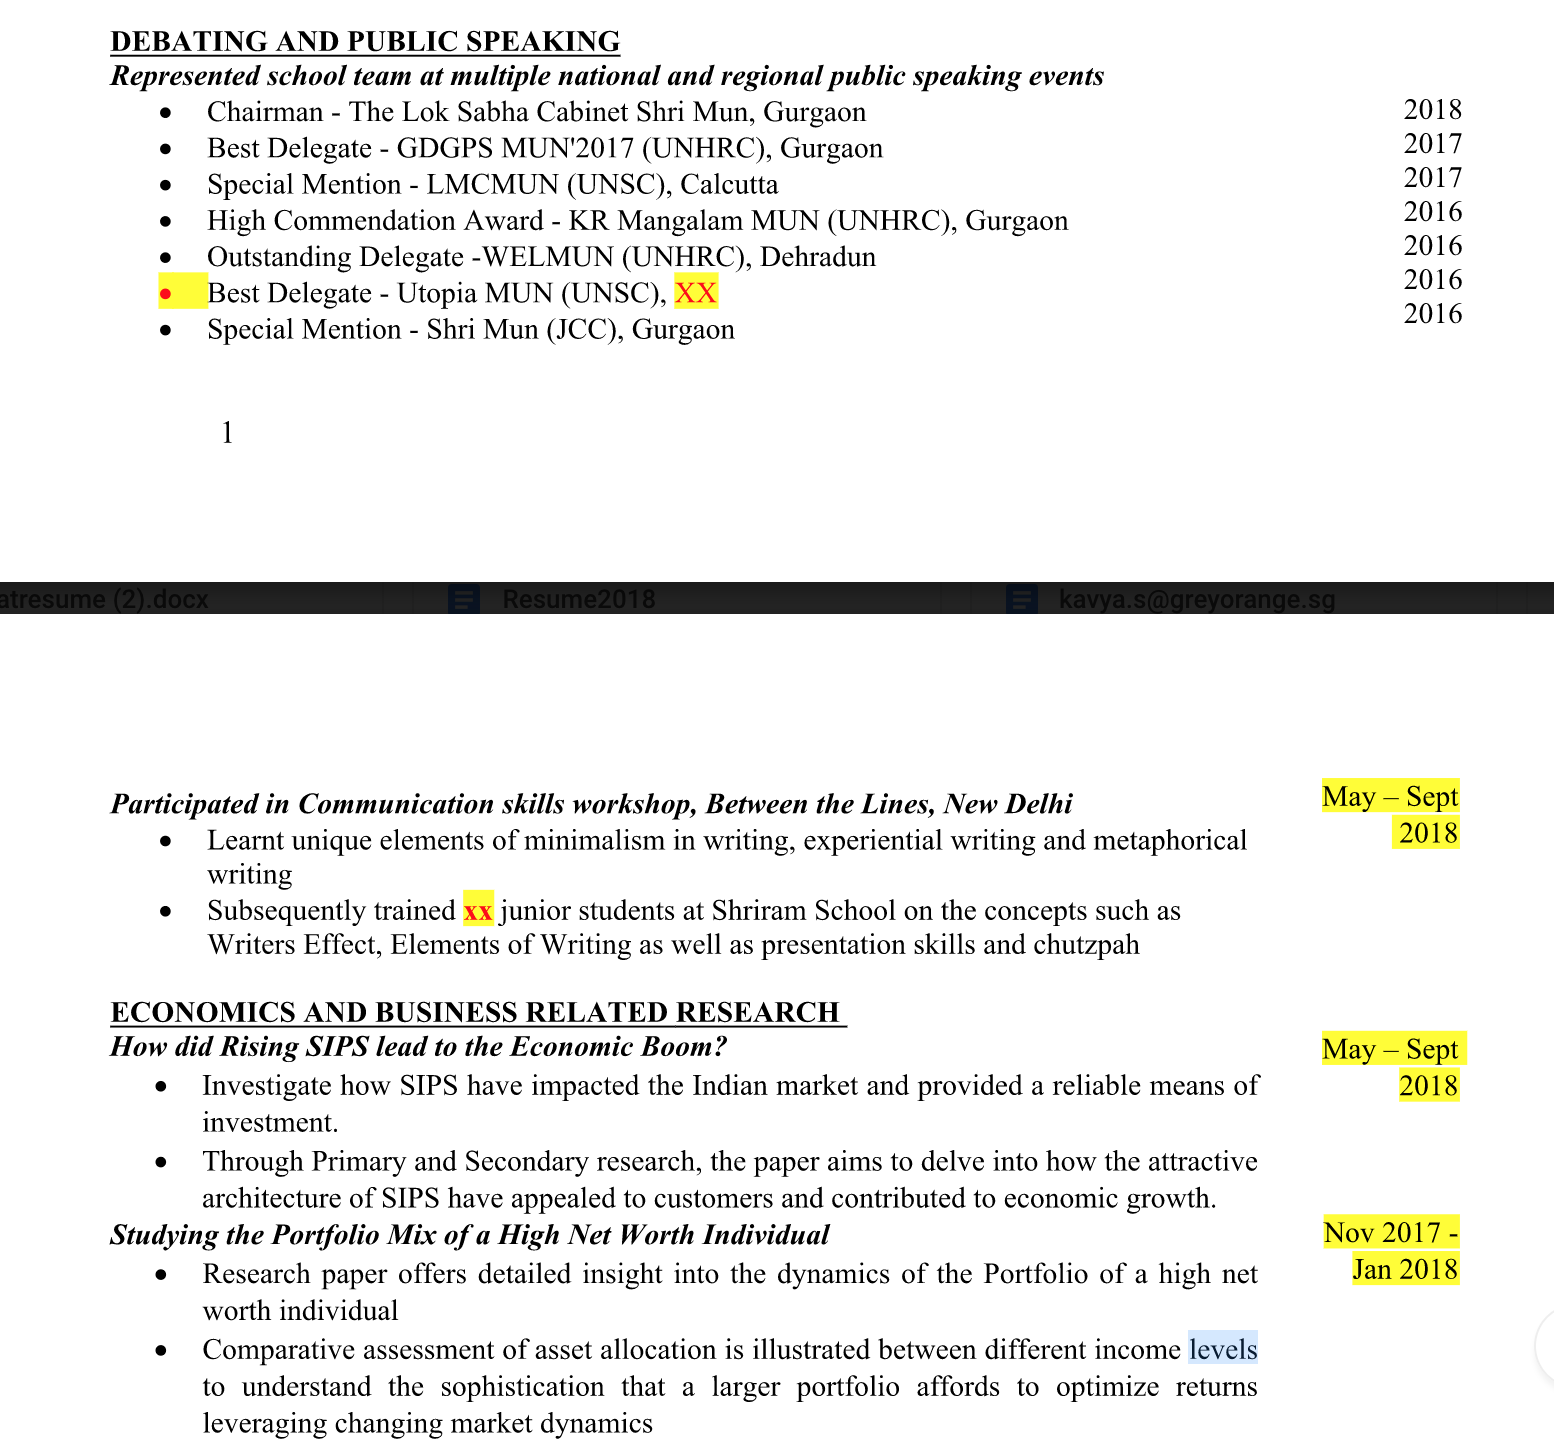 DEBATING AND PUBLIC SPEAKING
Represented school team at multiple national and regional public speaking events
• Chairman - The Lok Sabha Cabinet Shri Mun, Gurgaon 2018
• Best Delegate - GDGPS MUN'2017 (UNHRC), Gurgaon 2017
• Special Mention - LMCMUN (UNSC), Calcutta 2017
• High Commendation Award - KR Mangalam MUN (UNHRC), Gurgaon 2016
• Outstanding Delegate -WELMUN (UNHRC), Dehradun 2016
• Best Delegate - Utopia MUN (UNSC), XX 2016
• Special Mention - Shri Mun (JCC), Gurgaon 2016
1
atresume (2).docx Resume2018 kavya.s@greyorange.sg
Participated in Communication skills workshop, Between the Lines, New Delhi May – Sept
2018
• Learnt unique elements of minimalism in writing, experiential writing and metaphorical
writing
• Subsequently trained xx junior students at Shriram School on the concepts such as
Writers Effect, Elements of Writing as well as presentation skills and chutzpah
ECONOMICS AND BUSINESS RELATED RESEARCH
How did Rising SIPS lead to the Economic Boom? May – Sept
2018
• Investigate how SIPS have impacted the Indian market and provided a reliable means of
investment.
• Through Primary and Secondary research, the paper aims to delve into how the attractive
architecture of SIPS have appealed to customers and contributed to economic growth.
Studying the Portfolio Mix of a High Net Worth Individual Nov 2017 -
Jan 2018
• Research paper offers detailed insight into the dynamics of the Portfolio of a high net
worth individual
• Comparative assessment of asset allocation is illustrated between different income levels
to understand the sophistication that a larger portfolio affords to optimize returns
leveraging changing market dynamics